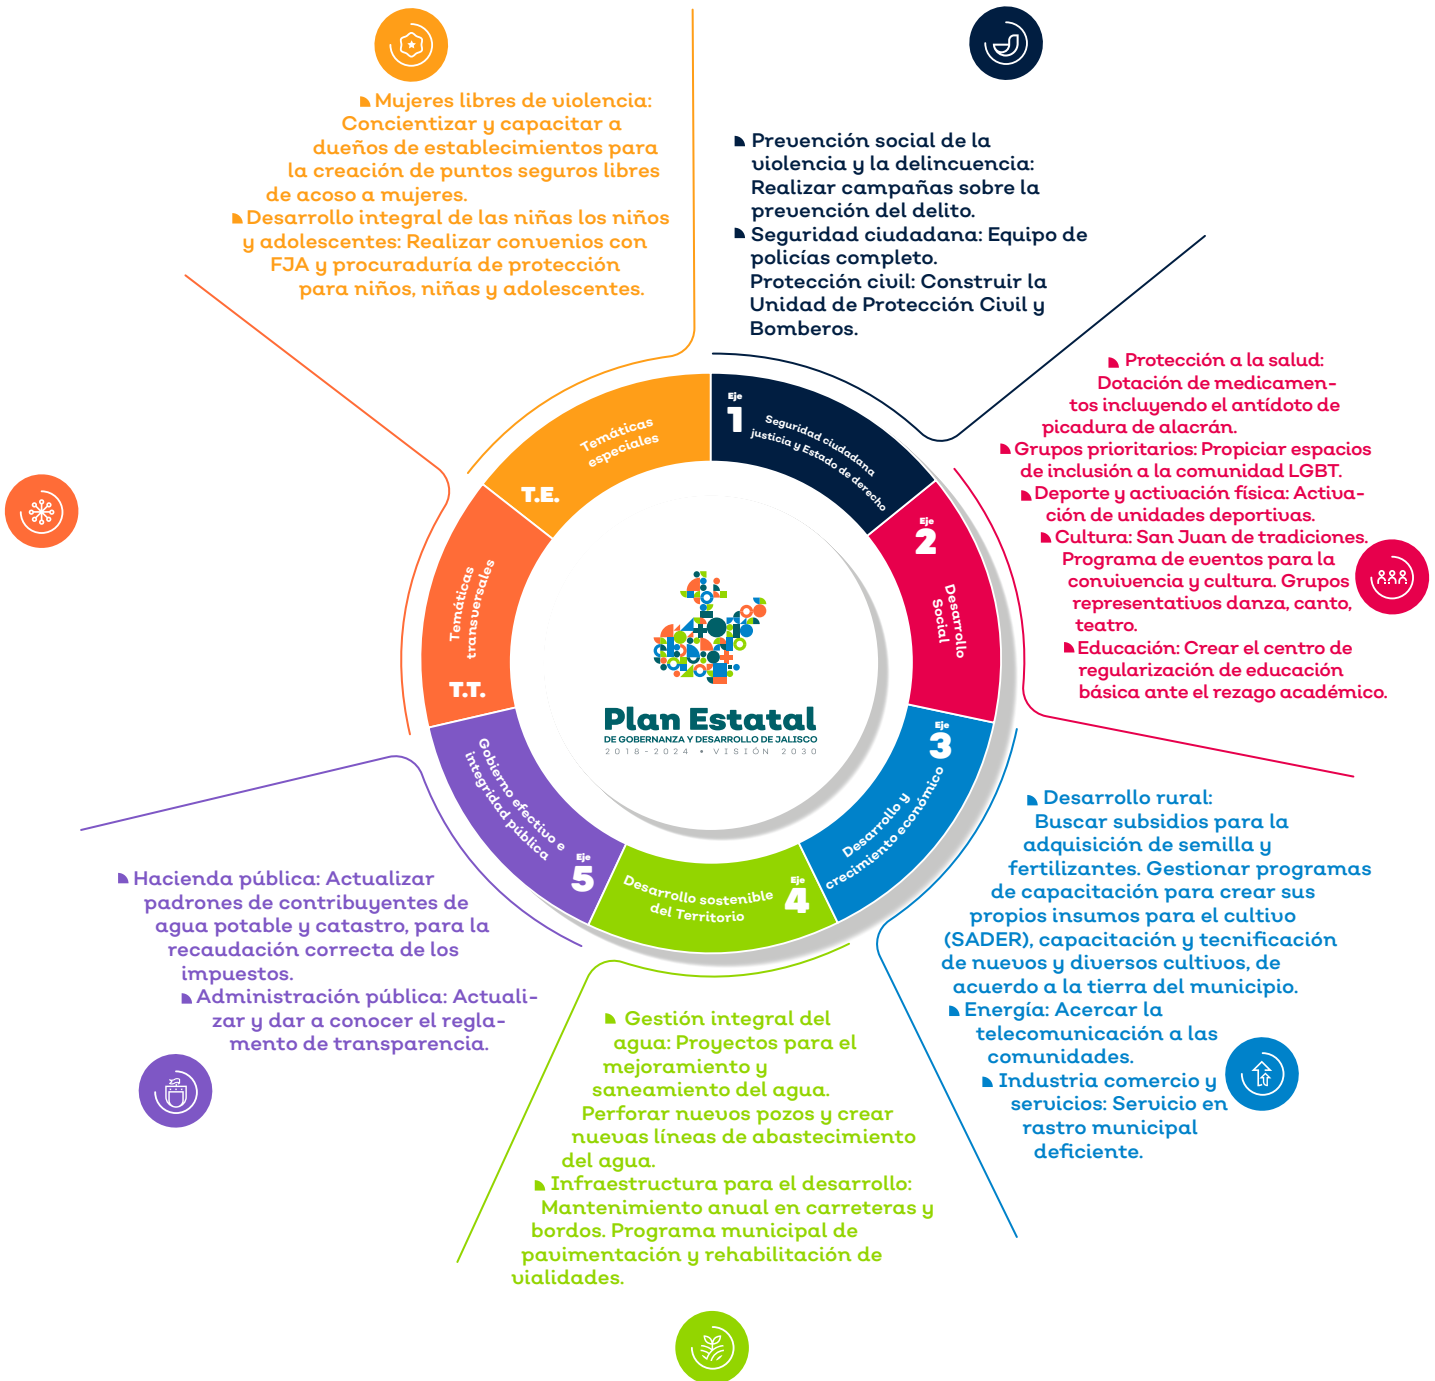 Mujeres libres de violencia:
Concientizar y capacitar a
dueños de establecimientos para
la creación de puntos seguros libres
de acoso a mujeres.
Desarrollo integral de las niñas los niños
y adolescentes: Realizar convenios con
FJA y procuraduría de protección
para niños, niñas y adolescentes.
Prevención social de la
violencia y la delincuencia:
Realizar campañas sobre la
prevención del delito.
Seguridad ciudadana: Equipo de
policías completo.
Protección civil: Construir la
Unidad de Protección Civil y
Bomberos.
Protección a la salud:
Dotación de medicamen-
tos incluyendo el antídoto de
picadura de alacrán.
Grupos prioritarios: Propiciar espacios
de inclusión a la comunidad LGBT.
Deporte y activación física: Activa-
ción de unidades deportivas.
Cultura: San Juan de tradiciones.
Programa de eventos para la
convivencia y cultura. Grupos
representativos danza, canto,
teatro.
Educación: Crear el centro de
regularización de educación
básica ante el rezago académico.
Desarrollo rural:
Buscar subsidios para la
adquisición de semilla y
fertilizantes. Gestionar programas
de capacitación para crear sus
propios insumos para el cultivo
(SADER), capacitación y tecnificación
de nuevos y diversos cultivos, de
acuerdo a la tierra del municipio.
Energía: Acercar la
telecomunicación a las
comunidades.
Industria comercio y
servicios: Servicio en
rastro municipal
deficiente.
Gestión integral del
agua: Proyectos para el
mejoramiento y
saneamiento del agua.
Perforar nuevos pozos y crear
nuevas líneas de abastecimiento
del agua.
Infraestructura para el desarrollo:
Mantenimiento anual en carreteras y
bordos. Programa municipal de
pavimentación y rehabilitación de
vialidades.
Hacienda pública: Actualizar
padrones de contribuyentes de
agua potable y catastro, para la
recaudación correcta de los
impuestos.
Administración pública: Actuali-
zar y dar a conocer el regla-
mento de transparencia.
Eje
1
Seguridad ciudadana
justicia y Estado de derecho
Eje
2
Desarrollo
Social
Eje
3
Desarrollo y
crecimiento económico
Eje
4
Desarrollo sostenible
del Territorio
Eje
5
Gobierno efectivo e
integridad pública
Temáticas
transversales
T.T.
Temáticas
especiales
T.E.
Plan Estatal
DE GOBERNANZA Y DESARROLLO DE JALISCO
2018-2024 • VISIÓN 2030